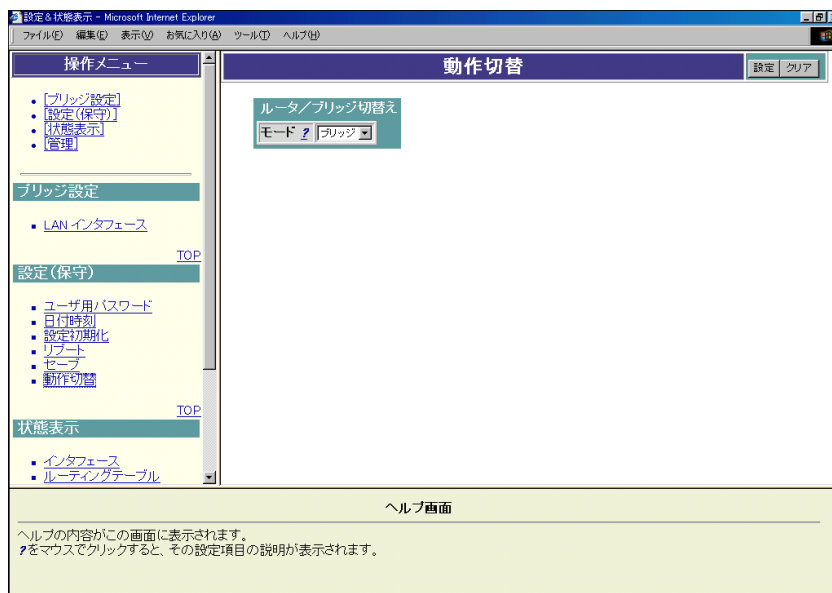 設定&状態表示 - Microsoft Internet Explorer
ファイル(F) 編集(E) 表示(V) お気に入り(A) ツール(T) ヘルプ(H)
操作メニュー
[ブリッジ設定]
[設定(保守)]
[状態表示]
[管理]
ブリッジ設定
LAN インタフェース
TOP
設定(保守)
ユーザ用パスワード
日付時刻
設定初期化
リブート
セーブ
動作切替
TOP
状態表示
インタフェース
ルーティングテーブル
動作切替
設定 クリア
ルータ/ブリッジ切替え
モード ? ブリッジ
ヘルプ画面
ヘルプの内容がこの画面に表示されます。
?をマウスでクリックすると、その設定項目の説明が表示されます。